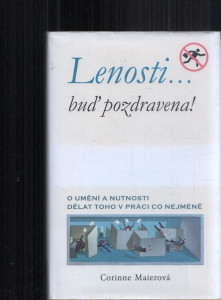 Lenosti...
buď pozdravena!
O UMĚNÍ A NUTNOSTI
DĚLAT TOHO V PRÁCI CO NEJMÉNĚ
Corinne Maierová